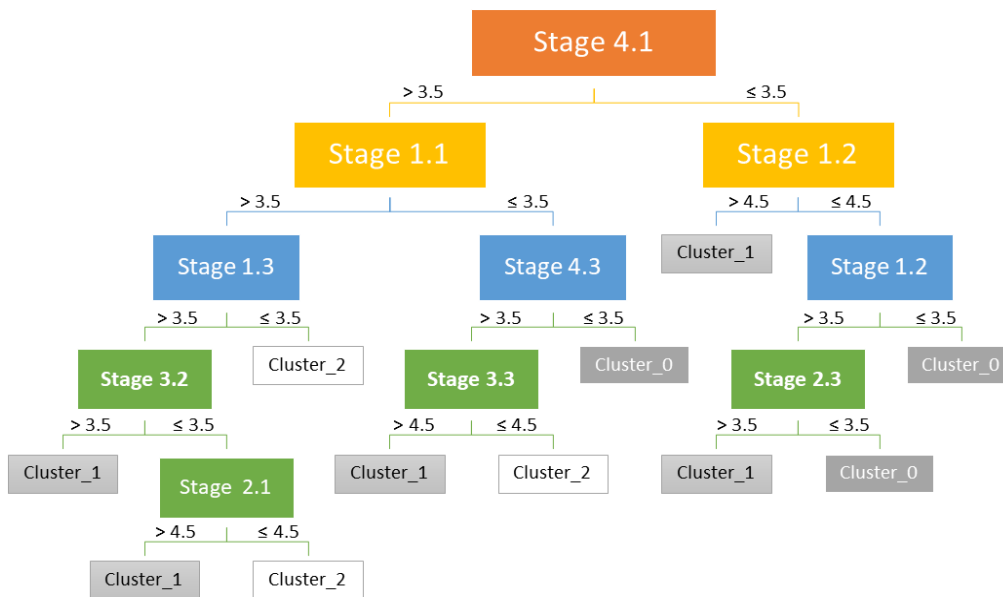 Stage 4.1
> 3.5
≤ 3.5
Stage 1.1
Stage 1.2
> 3.5
≤ 3.5
> 4.5
≤ 4.5
Stage 1.3
Stage 4.3
Cluster_1
Stage 1.2
> 3.5
≤ 3.5
> 3.5
≤ 3.5
> 3.5
≤ 3.5
Stage 3.2
Cluster_2
Stage 3.3
Cluster_0
Stage 2.3
Cluster_0
> 3.5
≤ 3.5
> 4.5
≤ 4.5
> 3.5
≤ 3.5
Cluster_1
Stage 2.1
Cluster_1
Cluster_2
Cluster_1
Cluster_0
> 4.5
≤ 4.5
Cluster_1
Cluster_2